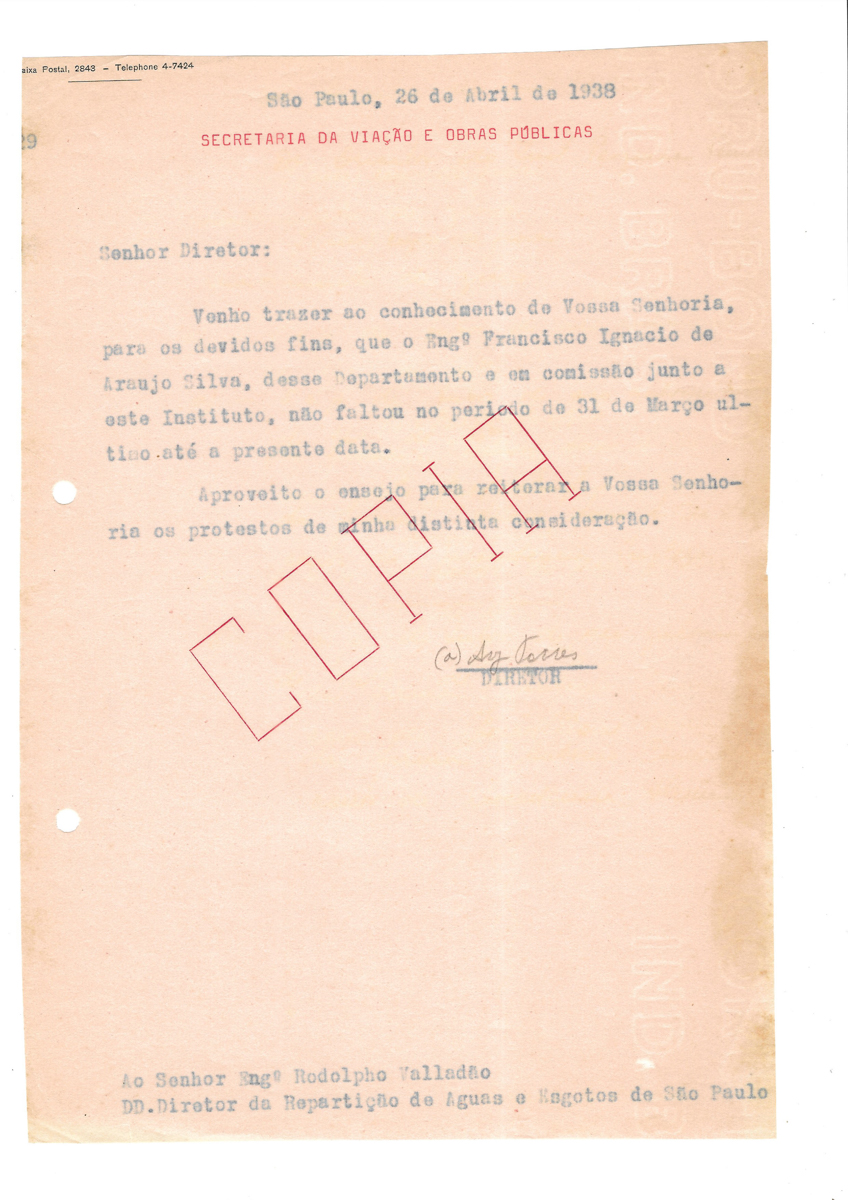 aixa Postal, 2843 – Telephone 4-7424
São Paulo, 26 de Abril de 1938
29
SECRETARIA DA VIAÇÃO E OBRAS PÚBLICAS
Senhor Diretor:
Venho trazer ao conhecimento de Vossa Senhoria,
para os devidos fins, que o Engº Francisco Ignacio de
Araujo Silva, desse Departamento e em comissão junto a
este Instituto, não faltou no periodo de 31 de Março ul-
timo até a presente data.
Aproveito o ensejo para reiterar a Vossa Senho-
ria os protestos de minha distinta consideração.
COPIA
(a) Ary Torres
DIRETOR
Ao Senhor Engº Rodolpho Valladão
DD.Diretor da Repartição de Aguas e Esgotos de São Paulo